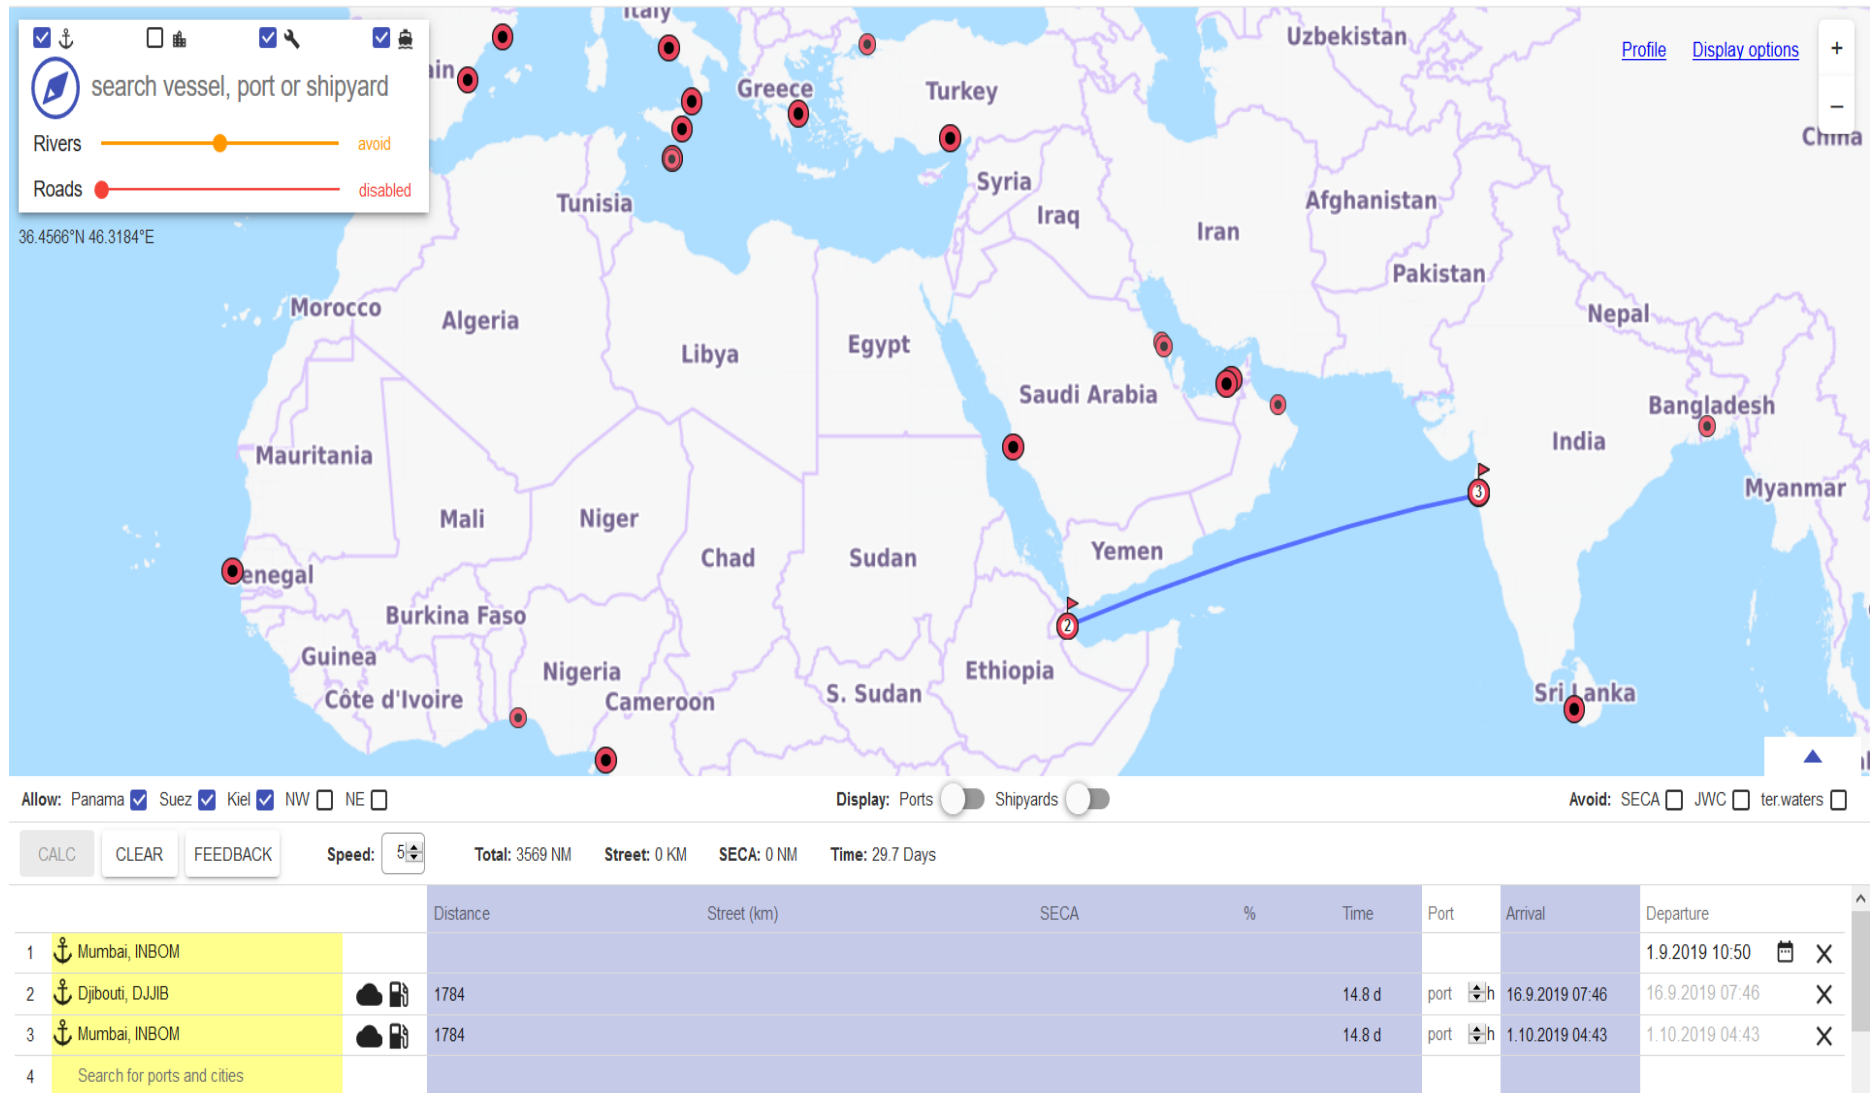 Italy
Uzbekistan
Profile
Display options
+
search vessel, port or shipyard
ain
Greece
Turkey
−
Rivers
avoid
China
Roads
disabled
Syria
Tunisia
Afghanistan
Iraq
Iran
36.4566°N 46.3184°E
Pakistan
Morocco
Algeria
Nepal
Libya
Egypt
Saudi Arabia
Bangladesh
Mauritania
India
Myanmar
3
Mali
Niger
Chad
Sudan
Yemen
enegal
Burkina Faso
2
Guinea
Nigeria
Ethiopia
Côte d'Ivoire
Cameroon
S. Sudan
Sri Lanka
Allow: Panama Suez Kiel NW NE
Display: Ports Shipyards
Avoid: SECA JWC ter.waters
CALC CLEAR FEEDBACK Speed: 5 Total: 3569 NM Street: 0 KM SECA: 0 NM Time: 29.7 Days
Distance Street (km) SECA % Time Port Arrival Departure
1 Mumbai, INBOM 1.9.2019 10:50 X
2 Djibouti, DJJIB 1784 14.8 d port h 16.9.2019 07:46 16.9.2019 07:46 X
3 Mumbai, INBOM 1784 14.8 d port h 1.10.2019 04:43 1.10.2019 04:43 X
4 Search for ports and cities